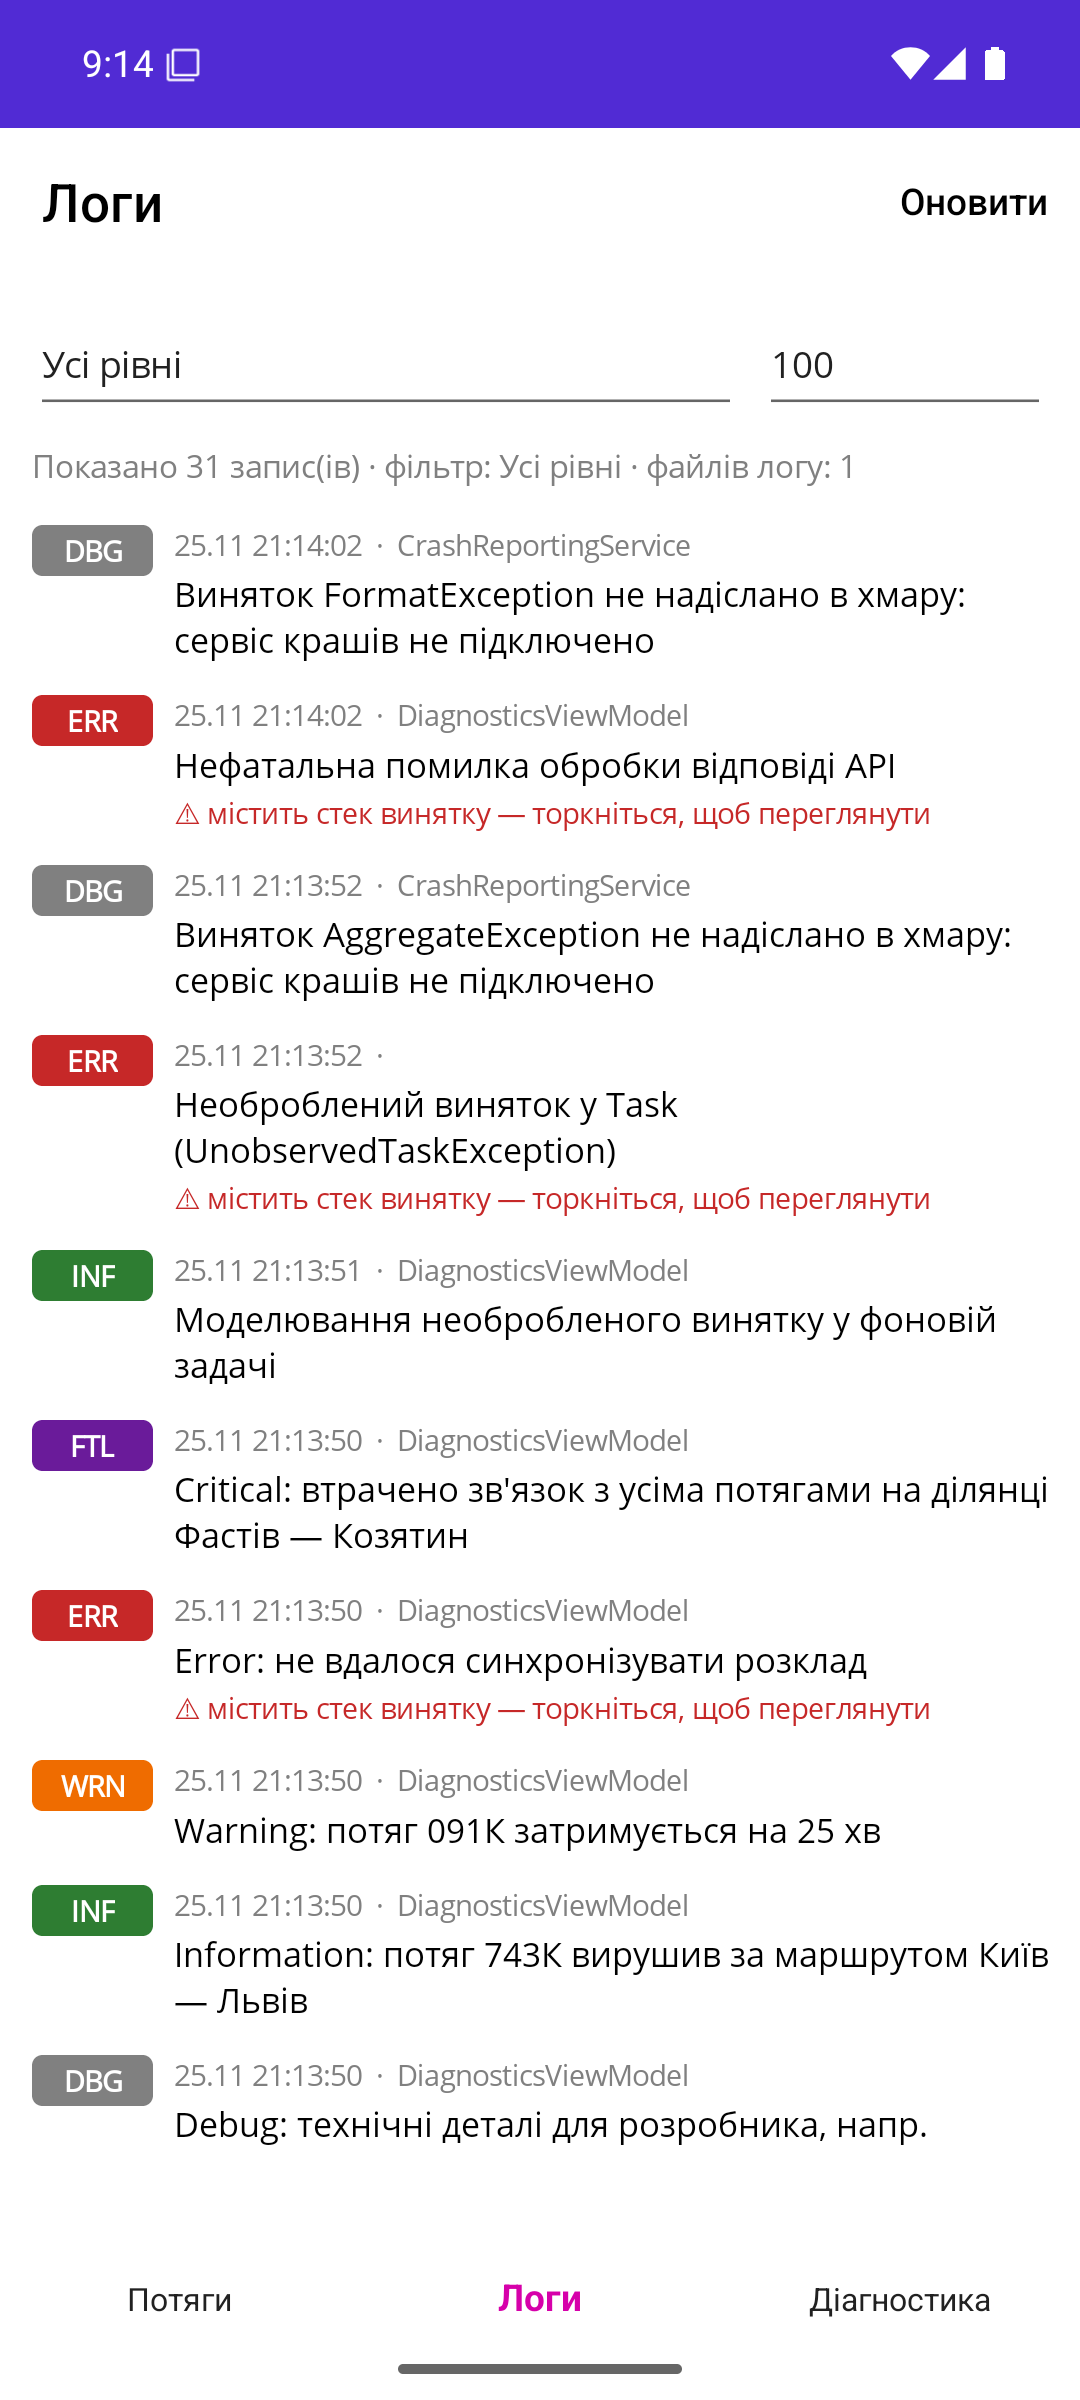 9:14
Логи
Оновити
Усі рівні
100
Показано 31 запис(ів) · фільтр: Усі рівні · файлів логу: 1
DBG
25.11 21:14:02 · CrashReportingService
Виняток FormatException не надіслано в хмару:
сервіс крашів не підключено
ERR
25.11 21:14:02 · DiagnosticsViewModel
Нефатальна помилка обробки відповіді API
⚠ містить стек винятку — торкніться, щоб переглянути
DBG
25.11 21:13:52 · CrashReportingService
Виняток AggregateException не надіслано в хмару:
сервіс крашів не підключено
ERR
25.11 21:13:52 ·
Необроблений виняток у Task
(UnobservedTaskException)
⚠ містить стек винятку — торкніться, щоб переглянути
INF
25.11 21:13:51 · DiagnosticsViewModel
Моделювання необробленого винятку у фоновій
задачі
FTL
25.11 21:13:50 · DiagnosticsViewModel
Critical: втрачено зв'язок з усіма потягами на ділянці
Фастів — Козятин
ERR
25.11 21:13:50 · DiagnosticsViewModel
Error: не вдалося синхронізувати розклад
⚠ містить стек винятку — торкніться, щоб переглянути
WRN
25.11 21:13:50 · DiagnosticsViewModel
Warning: потяг 091К затримується на 25 хв
INF
25.11 21:13:50 · DiagnosticsViewModel
Information: потяг 743К вирушив за маршрутом Київ
— Львів
DBG
25.11 21:13:50 · DiagnosticsViewModel
Debug: технічні деталі для розробника, напр.
Потяги
Логи
Діагностика